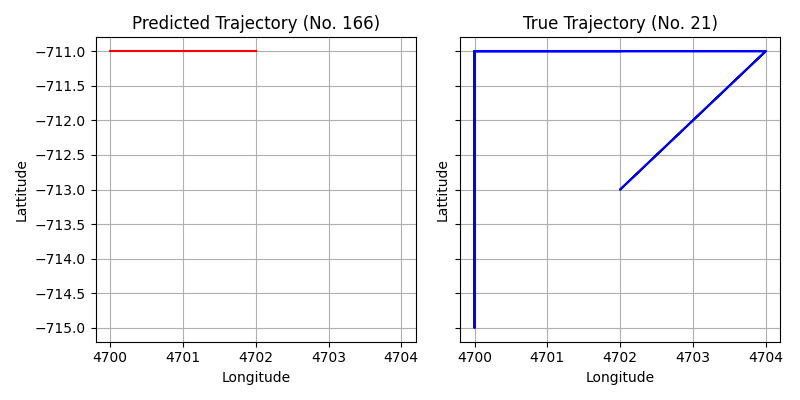 Predicted Trajectory (No. 166)
True Trajectory (No. 21)
Lattitude
−711.0
−711.5
−712.0
−712.5
−713.0
−713.5
−714.0
−714.5
−715.0
4700 4701 4702 4703 4704
Longitude
Lattitude
4700 4701 4702 4703 4704
Longitude